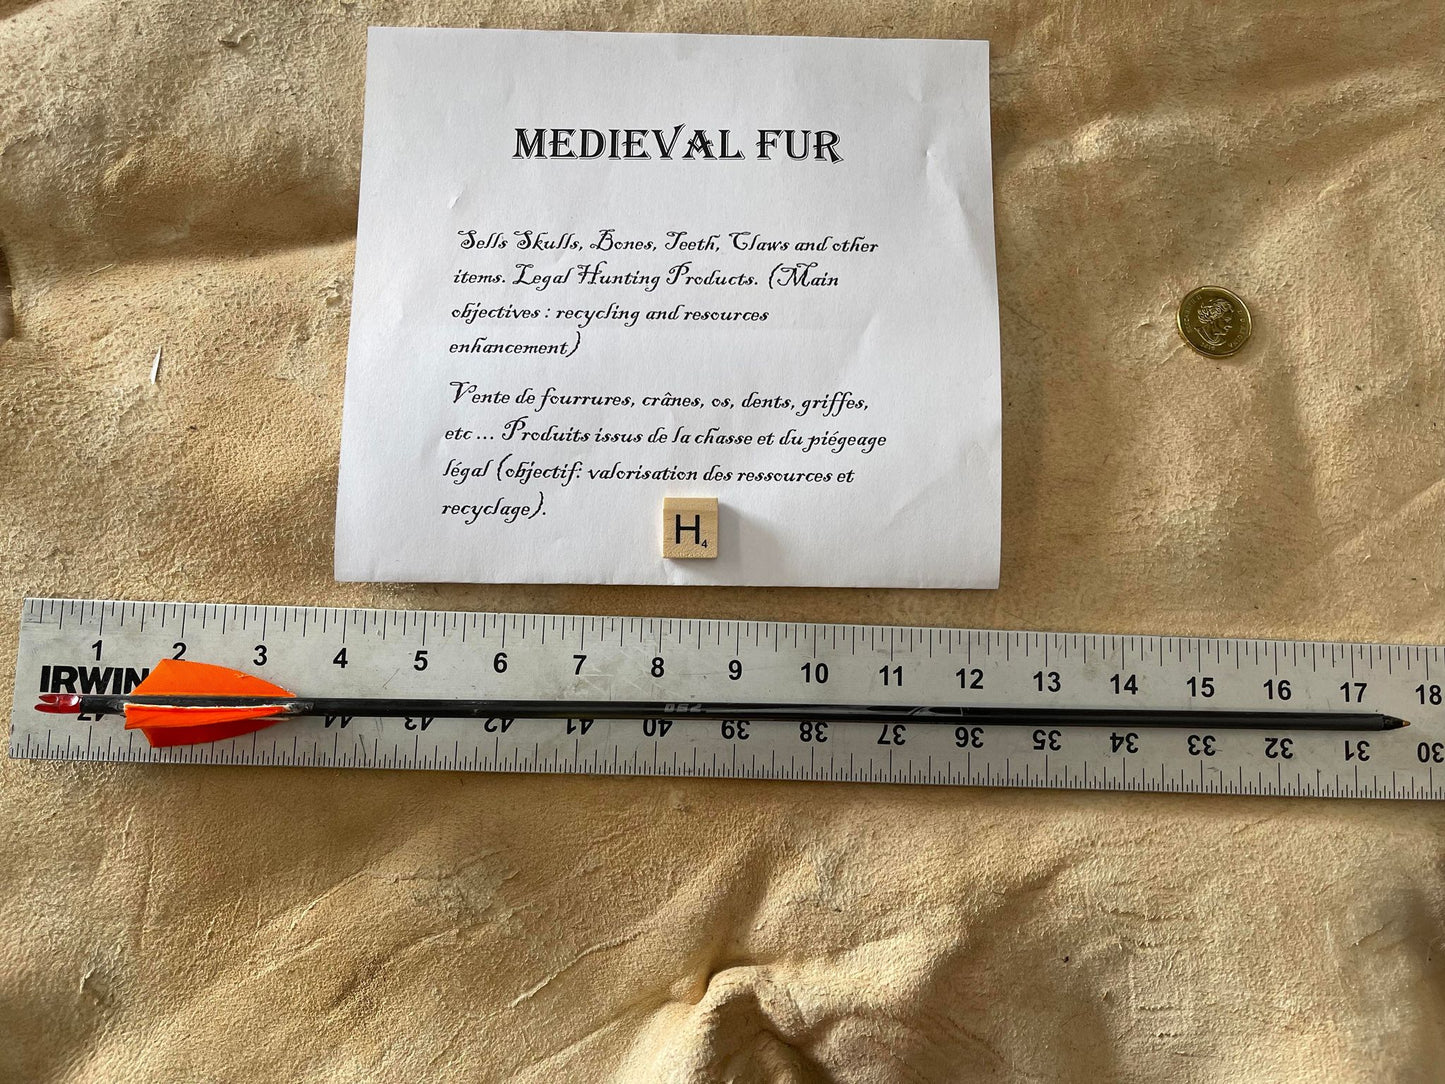 MEDIEVAL FUR
Sells Skulls, Bones, Teeth, Claws and other
items. Legal Hunting Products. (Main
objectives : recycling and resources
enhancement)
Vente de fourrures, crânes, os, dents, griffes,
etc ... Produits issus de la chasse et du piégeage
légal (objectif: valorisation des ressources et
recyclage).
H4
1 2 3 4 5 6 7 8 9 10 11 12 13 14 15 16 17 18
IRWIN
47 44 43 42 41 40 39 38 37 36 35 34 33 32 31 30